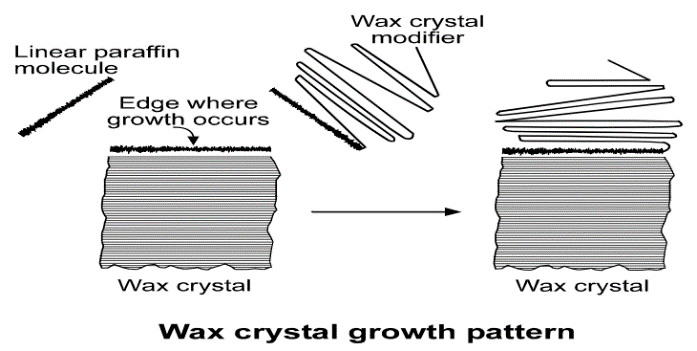 Wax crystal
modifier
Linear paraffin
molecule
Edge where
growth occurs
Wax crystal
Wax crystal
Wax crystal growth pattern